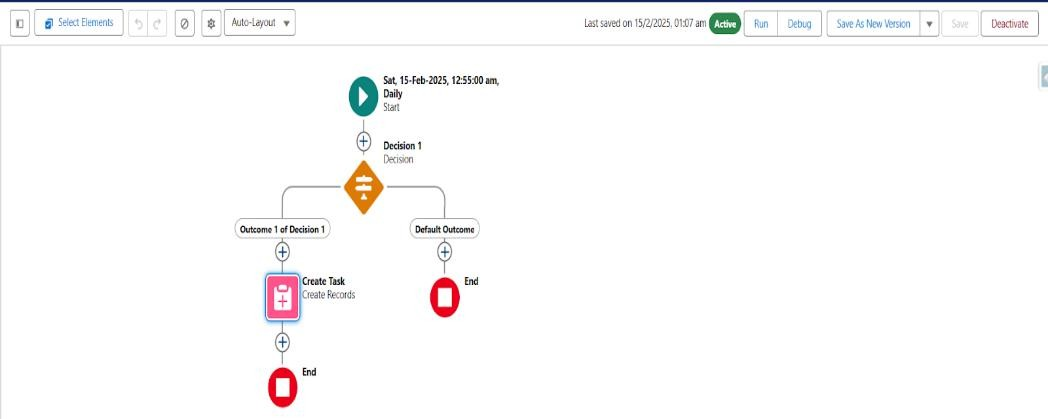 Select Elements
Auto-Layout
Last saved on 15/2/2025, 01:07 am
Active
Run
Debug
Save As New Version
Save
Deactivate
Sat, 15-Feb-2025, 12:55:00 am,
Daily
Start
Decision 1
Decision
Outcome 1 of Decision 1
Default Outcome
Create Task
Create Records
End
End